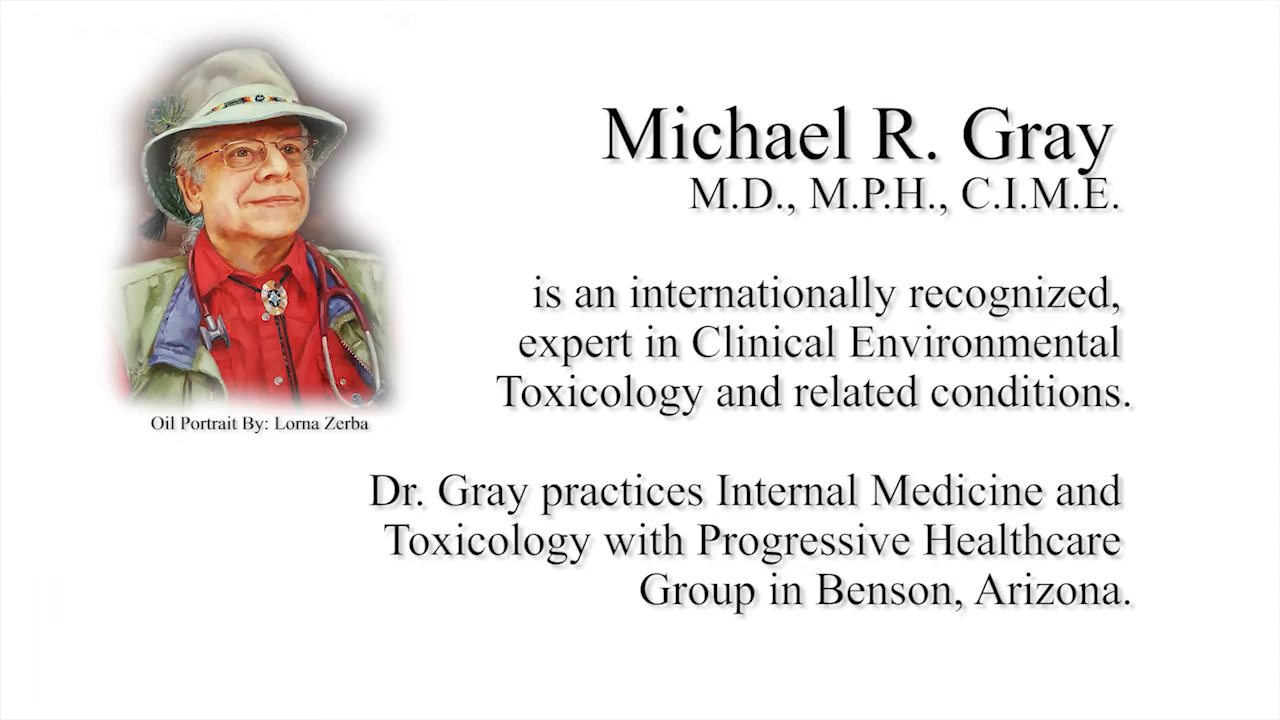 Michael R. Gray
M.D., M.P.H., C.I.M.E.
is an internationally recognized,
expert in Clinical Environmental
Toxicology and related conditions.
Oil Portrait By: Lorna Zerba
Dr. Gray practices Internal Medicine and
Toxicology with Progressive Healthcare
Group in Benson, Arizona.